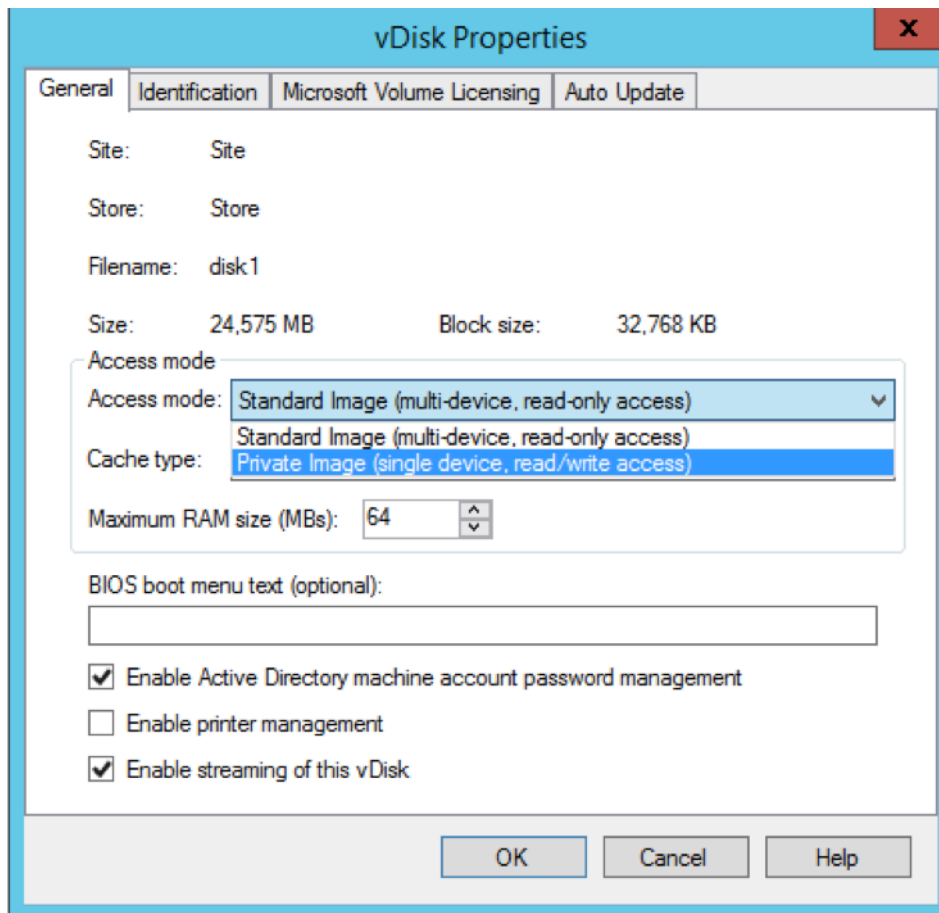 vDisk Properties
x
General Identification Microsoft Volume Licensing Auto Update
Site: Site
Store: Store
Filename: disk1
Size: 24,575 MB Block size: 32,768 KB
Access mode
Access mode: Standard Image (multi-device, read-only access)
Standard Image (multi-device, read-only access)
Cache type: Private Image (single device, read/write access)
Maximum RAM size (MBs): 64
BIOS boot menu text (optional):
Enable Active Directory machine account password management
Enable printer management
Enable streaming of this vDisk
OK Cancel Help